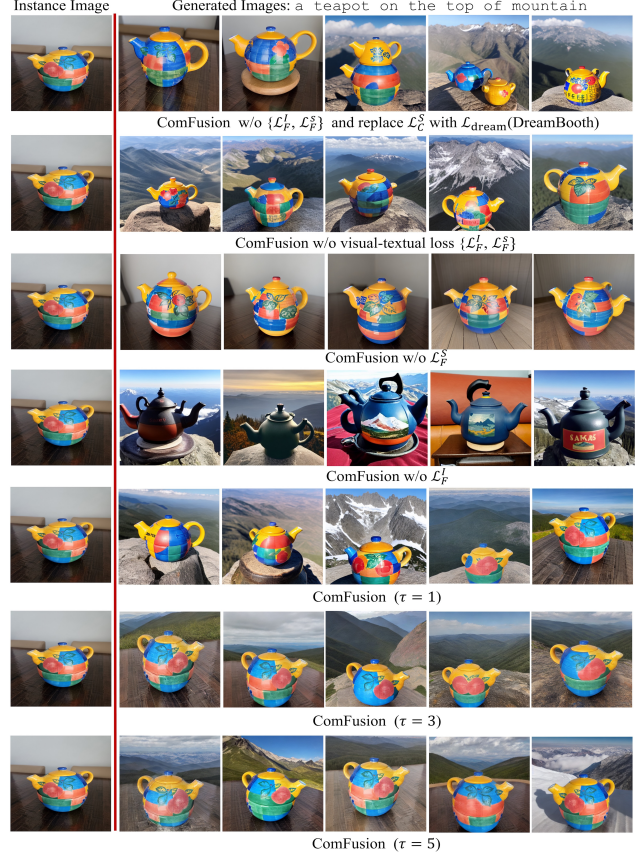 Instance Image Generated Images: a teapot on the top of mountain
ComFusion w/o {𝓛_F^I, 𝓛_F^S} and replace 𝓛_C^S with 𝓛_dream(DreamBooth)
ComFusion w/o visual-textual loss {𝓛_F^I, 𝓛_F^S}
ComFusion w/o 𝓛_F^S
ComFusion w/o 𝓛_F^I
ComFusion (τ = 1)
ComFusion (τ = 3)
ComFusion (τ = 5)